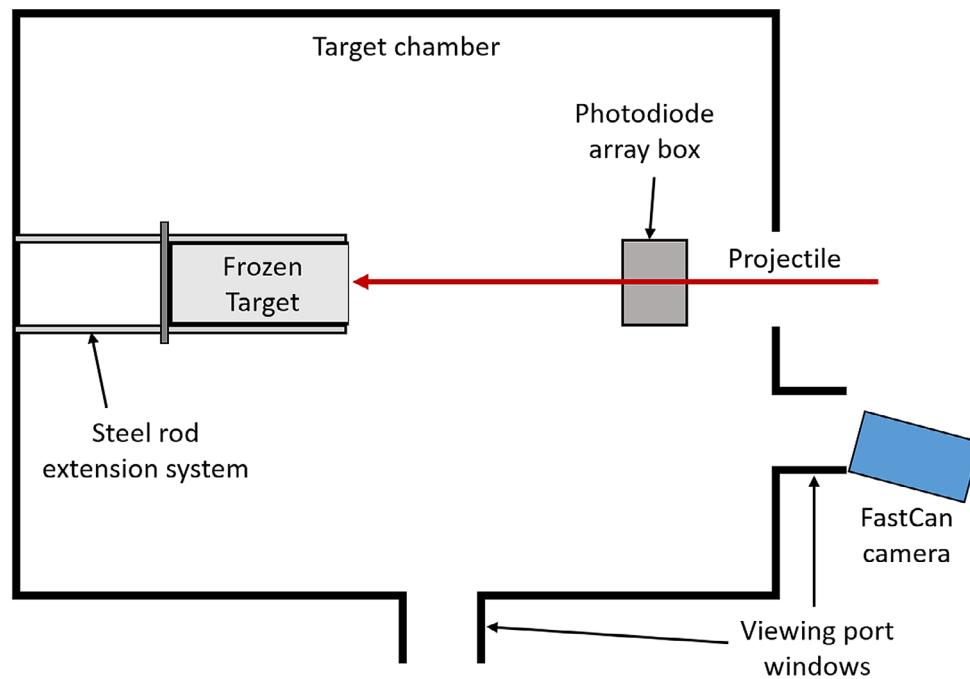 Target chamber
Photodiode
array box
Projectile
Frozen
Target
Steel rod
extension system
FastCan
camera
Viewing port
windows